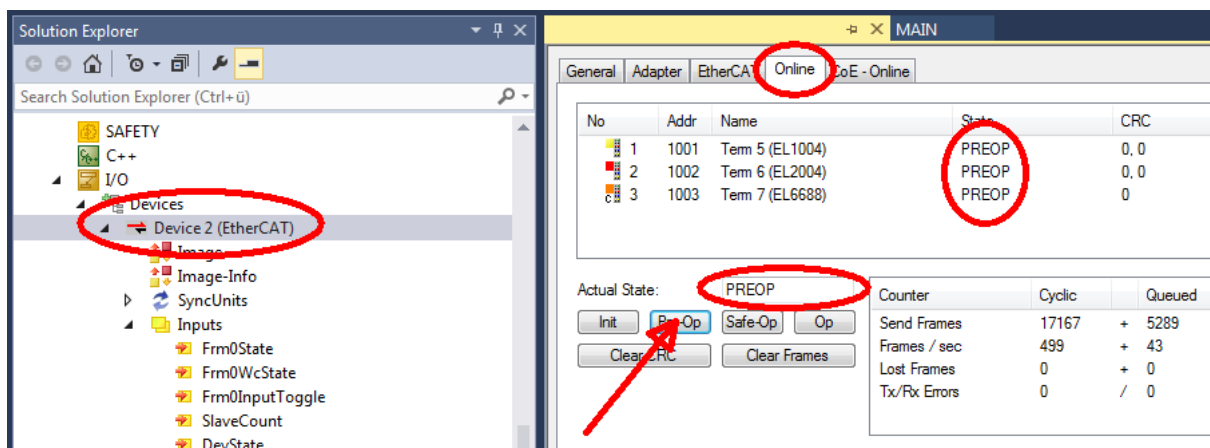 Solution Explorer
MAIN
General Adapter EtherCAT Online CoE - Online
Search Solution Explorer (Ctrl+ü)
SAFETY
C++
I/O
Devices
Device 2 (EtherCAT)
Image
Image-Info
SyncUnits
Inputs
Frm0State
Frm0WcState
Frm0InputToggle
SlaveCount
DevState
No Addr Name State CRC
1 1001 Term 5 (EL1004) PREOP 0, 0
2 1002 Term 6 (EL2004) PREOP 0, 0
c 3 1003 Term 7 (EL6688) PREOP 0
Actual State: PREOP
Init Pre-Op Safe-Op Op
Clear CRC Clear Frames
Counter Cyclic Queued
Send Frames 17167 + 5289
Frames / sec 499 + 43
Lost Frames 0 + 0
Tx/Rx Errors 0 / 0